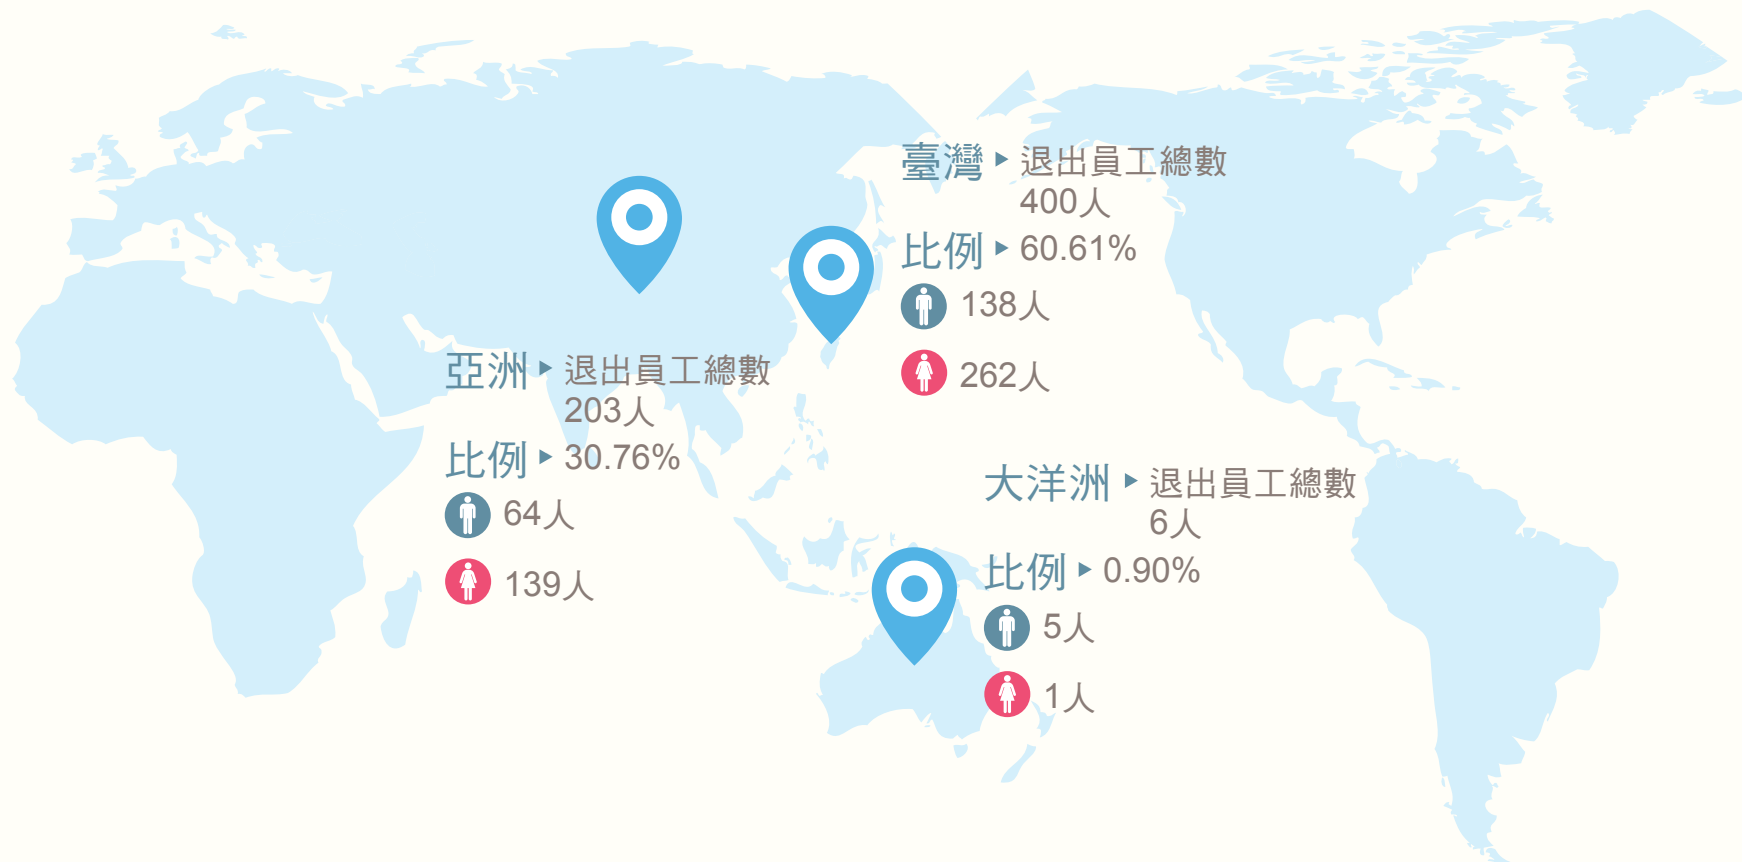 臺灣 ▸ 退出員工總數
400人
比例 ▸ 60.61%
138人
262人
亞洲 ▸ 退出員工總數
203人
比例 ▸ 30.76%
64人
139人
大洋洲 ▸ 退出員工總數
6人
比例 ▸ 0.90%
5人
1人